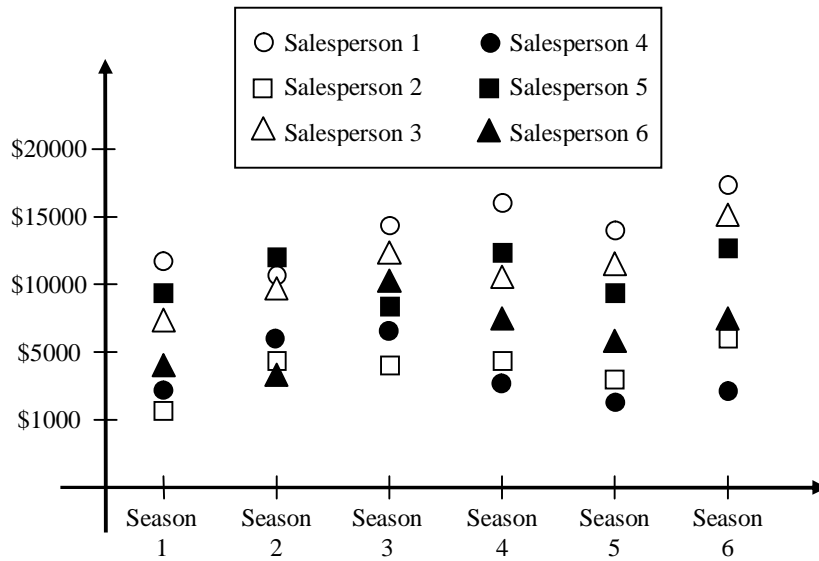 Salesperson 1
Salesperson 4
Salesperson 2
Salesperson 5
Salesperson 3
Salesperson 6
$20000
$15000
$10000
$5000
$1000
Season
1
Season
2
Season
3
Season
4
Season
5
Season
6